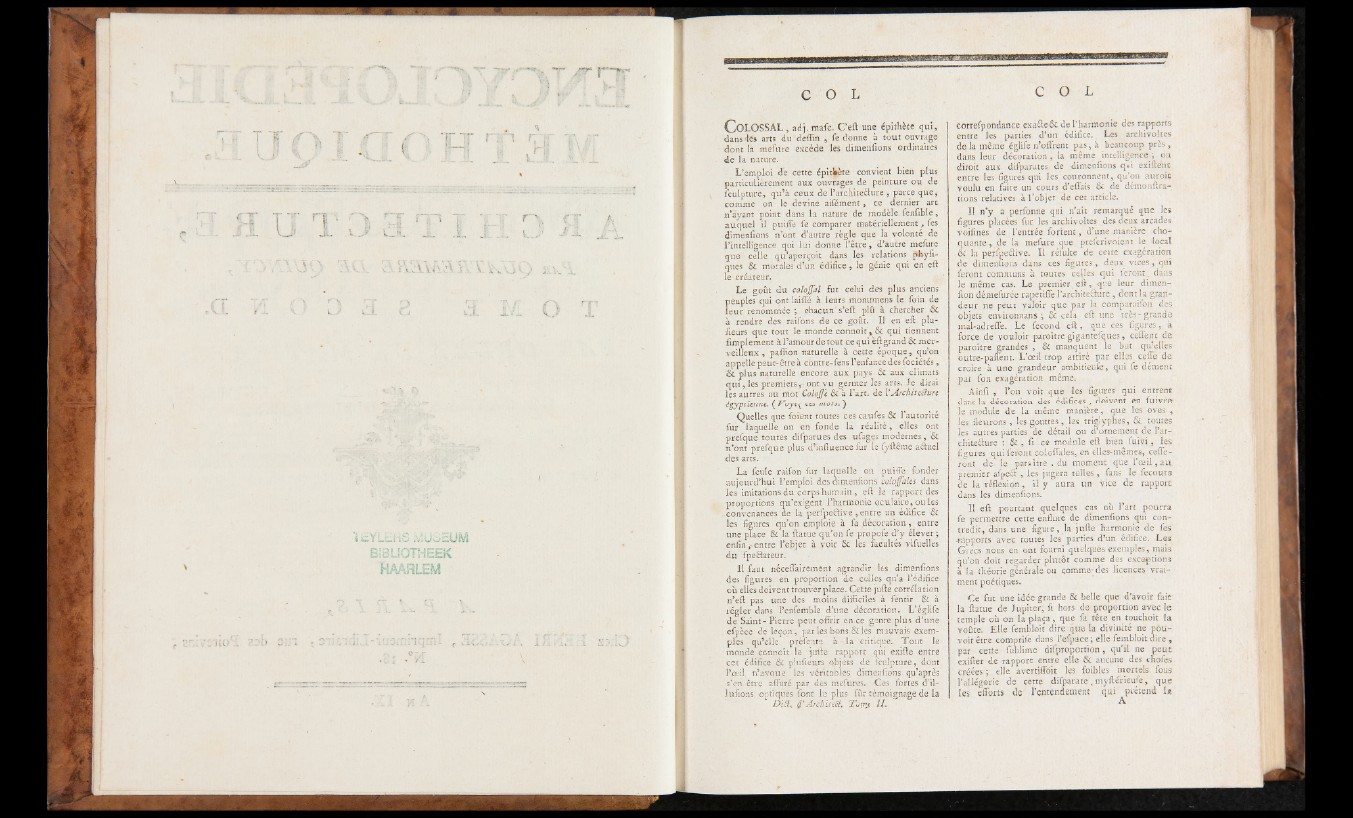 TEYLERS MUSEUM
BIBLIOTHEEK
HAARLEM
C O L
C O L
COLOSSAL, adj. masc. C'eſt une épithète qui,
dans les arts du deſſin, ſe donne à tout ouvrage
dont la meſure excède les dimenſions ordinaires
de la nature.
L'emploi de cette épithète convient bien plus
particulièrement aux ouvrages de peinture ou de
ſculpture, qu'à ceux de l'architecture, parce que,
comme on le devine aiſément, ce dernier art
n'ayant point dans la nature de modèle ſenſible,
auquel il puiſſe ſe comparer matériellement, ſes
dimenſions n'ont d'autre règle que la volonté de
l'intelligence qui lui donne l'être, d'autre meſure
que celle qu'aperçoit dans les relations phyſi-
ques & morales d'un édifice, le génie qui en eſt
le créateur.
Le goût du coloſſal fut celui des plus anciens
peuples qui ont laiſſé à leurs monumens le ſoin de
leur renommée ; chacun s'eſt plû à chercher &
à rendre des raiſons de ce goût. Il en eſt plu-
ſieurs que tout le monde connoît, & qui tiennent
ſimplement à l'amour de tout ce qui eſt grand & mer-
veilleux, paſſion naturelle à cette époque, qu'on
appelle peut-être à contre-ſens l'enfance des ſociétés,
& plus naturelle encore aux pays & aux climats
qui, les premiers, ont vu germer les arts. Je dirai
les autres au mot Coloſſe & à l'art. de l'Architecture
égyptienne. (Voyez ces mots.)
Quelles que ſoient toutes ces cauſes & l'autorité
ſur laquelle on en fonde la réalité, elles ont
preſque toutes diſparues des uſages modernes, &
n'ont preſque plus d'influence ſur le ſyſtême actuel
des arts.
La ſeule raiſon ſur laquelle on puiſſe fonder
aujourd'hui l'emploi des dimenſions coloſſales dans
les imitations du corps humain, eſt le rapport des
proportions qu'exigent l'harmonie oculaire, ou les
convenances de la perſpective, entre un édifice &
les figures qu'on emploie à ſa décoration, entre
une place & la ſtatue qu'on ſe propoſe d'y élever ;
enfin, entre l'objet à voir & les facultés viſuelles
du ſpectateur.
Il faut néceſſairement agrandir les dimenſions
des figures en proportion de celles qu'a l'édifice
où elles doivent trouver place. Cette juſte corrélation
n'eſt pas une des moins difficiles à ſentir & à
régler dans l'enſemble d'une décoration. L'égliſe
de Saint-Pierre peut offrir en ce genre plus d'une
eſpèce de leçon, par les bons & les mauvais exem-
ples qu'elle préſente à la critique. Tout le
monde connoît le juſte rapport qui exiſte entre
cet édifice & pluſieurs objets de ſculpture, dont
l'œil n'avoue les véritables dimenſions qu'après
s'en être aſſuré par des meſures. Ces ſortes d'il-
luſions optiques ſont le plus ſûr témoignage de la
Dict. d'Architect. Tome II.
correſpondance exacte & de l'harmonie des rapports
entre les parties d'un édifice. Les archivoltes
de la même égliſe n'offrent pas, à beaucoup près,
dans leur décoration, la même intelligence ; on
diroit aux diſparates de dimenſions qui exiſtent
entre les figures qui les couronnent, qu'on auroit
voulu en faire un cours d'eſſais & de démonſtra-
tions relatives à l'objet de cet article.
Il n'y a perſonne qui n'ait remarqué que les
figures placées ſur les archivoltes des deux arcades
voiſines de l'entrée ſortent, d'une manière cho-
quante, de la meſure que preſcrivoient le local
& la perſpective. Il réſulte de cette exagération
de dimenſions dans ces figures, deux vices, qui
ſeront communs à toutes celles qui ſeront dans
le même cas. Le premier eſt, que leur dimen-
ſion démeſurée rapetiſſe l'architecture, dont la gran-
deur ne peut valoir que par la comparaiſon des
objets environnans ; & cela eſt une très-grande
mal-adreſſe. Le ſecond eſt, que ces figures, à
force de vouloir paroître giganteſques, ceſſent de
paroître grandes, & manquent le but qu'elles
outre-paſſent. L'œil trop attiré par elles ceſſe de
croire à une grandeur ambitieuſe, qui ſe dément
par ſon exagération même.
Ainſi, l'on voit que les figures qui entrent
dans la décoration des édifices, doivent en ſuivre
le module de la même manière, que les oves,
les fleurons, les gouttes, les triglyphes, & toutes
les autres parties de détail ou d'ornement de l'ar-
chitecture : &, ſi ce module eſt bien ſuivi, les
figures qui ſeront coloſſales, en elles-mêmes, ceſſe-
ront de le paroître, du moment que l'œil, au
premier aſpect, les jugera telles, ſans le ſecours
de la réflexion, il y aura un vice de rapport
dans les dimenſions.
Il eſt pourtant quelques cas où l'art pourra
ſe permettre cette enflure de dimenſions qui con-
tredit, dans une figure, la juſte harmonie de ſes
rapports avec toutes les parties d'un édifice. Les
Grecs nous en ont fourni quelques exemples, mais
qu'on doit regarder plutôt comme des exceptions
à la théorie générale ou comme des licences vrai-
ment poétiques.
Ce fut une idée grande & belle que d'avoir fait
la ſtatue de Jupiter, ſi hors de proportion avec le
temple où on la plaça, que ſa tête en touchoit la
voûte. Elle ſembloit dire que la divinité ne pou-
voit être compriſe dans l'eſpace ; elle ſembloit dire,
par cette ſublime diſproportion, qu'il ne peut
exiſter de rapport entre elle & aucune des choſes
créées ; elle avertiſſoit les foibles mortels ſous
l'allégorie de cette diſparate myſtérieuſe, que
les efforts de l'entendement qui prétend la
A